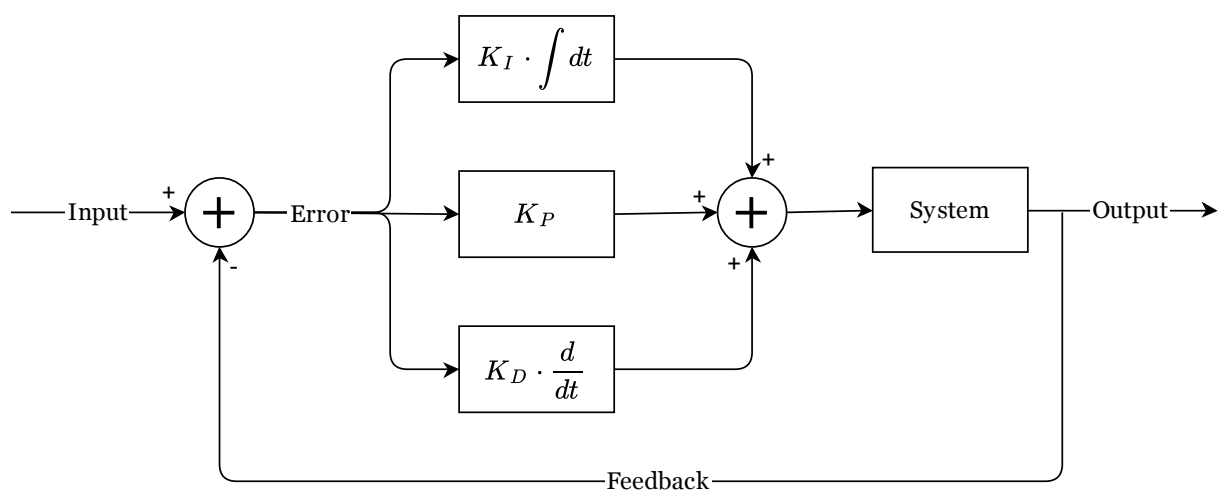 K_I · ∫ dt
+
+
+
Input
+
Error
K_P
+
System
Output
-
+
K_D · d/dt
Feedback